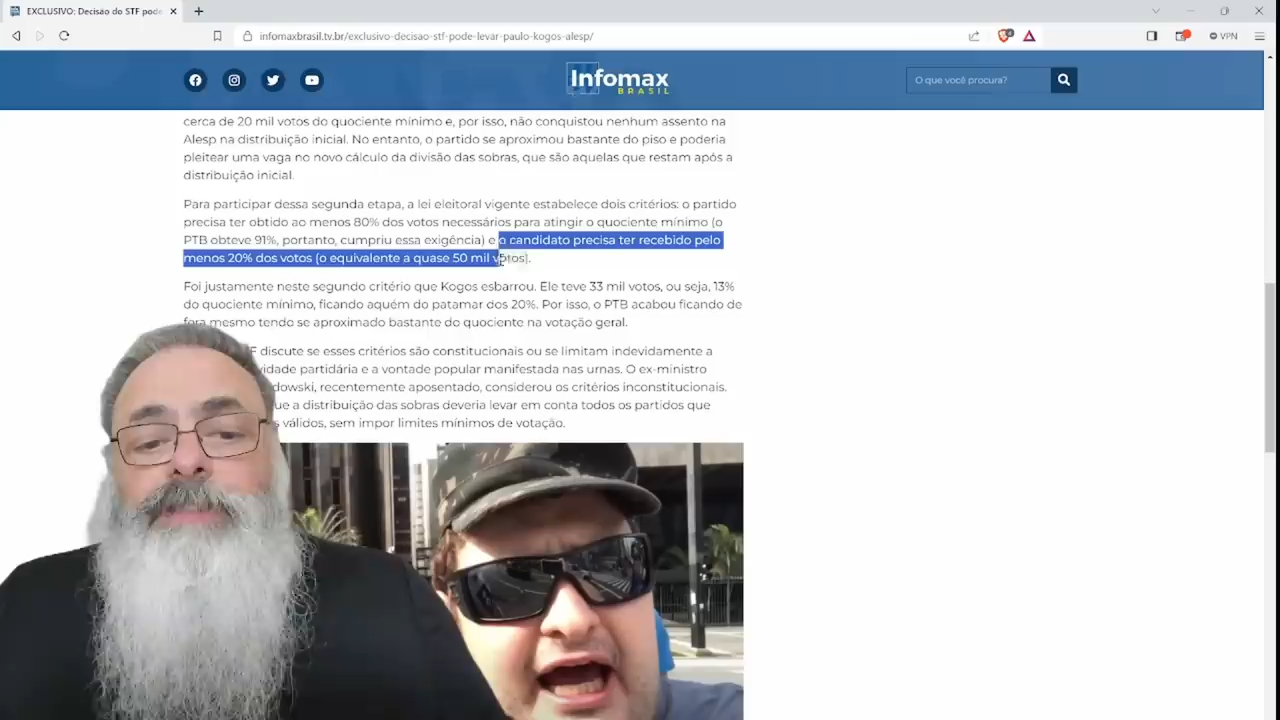 EXCLUSIVO: Decisão do STF pode
infomaxbrasil.tv.br/exclusivo-decisao-stf-pode-levar-paulo-kogos-alesp/
VPN
Infomax
BRASIL
O que você procura?
cerca de 20 mil votos do quociente mínimo e, por isso, não conquistou nenhum assento na
Alesp na distribuição inicial. No entanto, o partido se aproximou bastante do piso e poderia
pleitear uma vaga no novo cálculo da divisão das sobras, que são aquelas que restam após a
distribuição inicial.
Para participar dessa segunda etapa, a lei eleitoral vigente estabelece dois critérios: o partido
precisa ter obtido ao menos 80% dos votos necessários para atingir o quociente mínimo (o
PTB obteve 91%, portanto, cumpriu essa exigência) e o candidato precisa ter recebido pelo
menos 20% dos votos (o equivalente a quase 50 mil votos).
Foi justamente neste segundo critério que Kogos esbarrou. Ele teve 33 mil votos, ou seja, 13%
do quociente mínimo, ficando aquém do patamar dos 20%. Por isso, o PTB acabou ficando de
fora mesmo tendo se aproximado bastante do quociente na votação geral.
F discute se esses critérios são constitucionais ou se limitam indevidamente a
vidade partidária e a vontade popular manifestada nas urnas. O ex-ministro
dowski, recentemente aposentado, considerou os critérios inconstitucionais.
ue a distribuição das sobras deveria levar em conta todos os partidos que
s válidos, sem impor limites mínimos de votação.